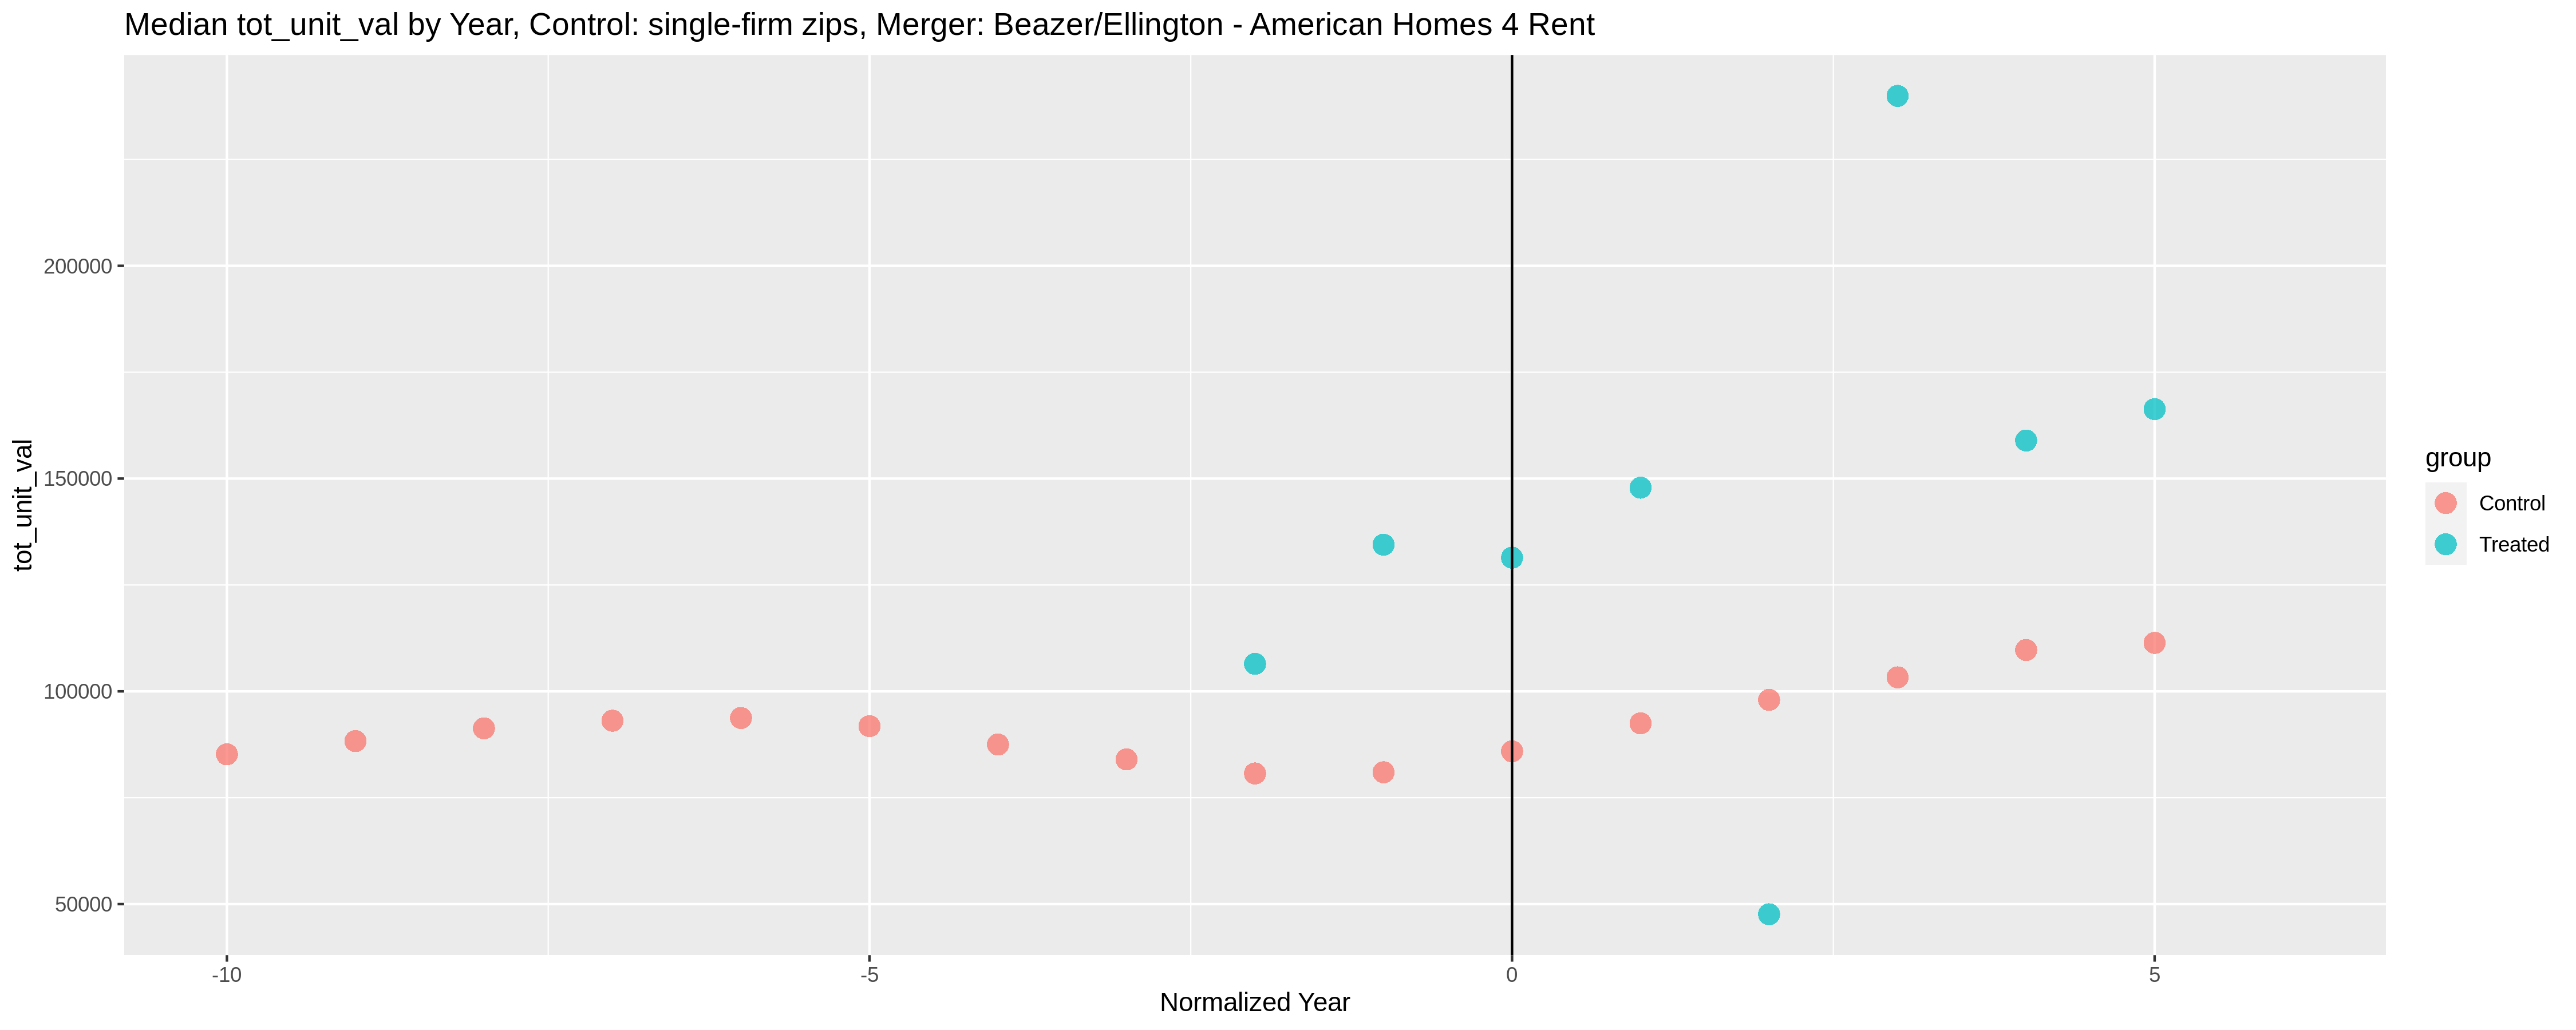 Median tot_unit_val by Year, Control: single-firm zips, Merger: Beazer/Ellington - American Homes 4 Rent
tot_unit_val
200000
150000
100000
50000
-10
-5
0
5
Normalized Year
group
Control
Treated